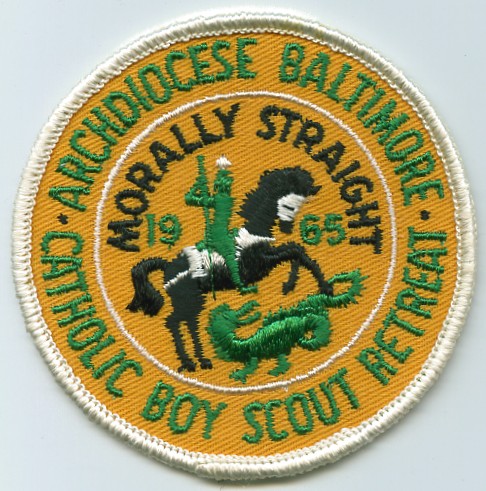 · ARCHDIOCESE BALTIMORE ·
CATHOLIC BOY SCOUT RETREAT
MORALLY STRAIGHT
19 65